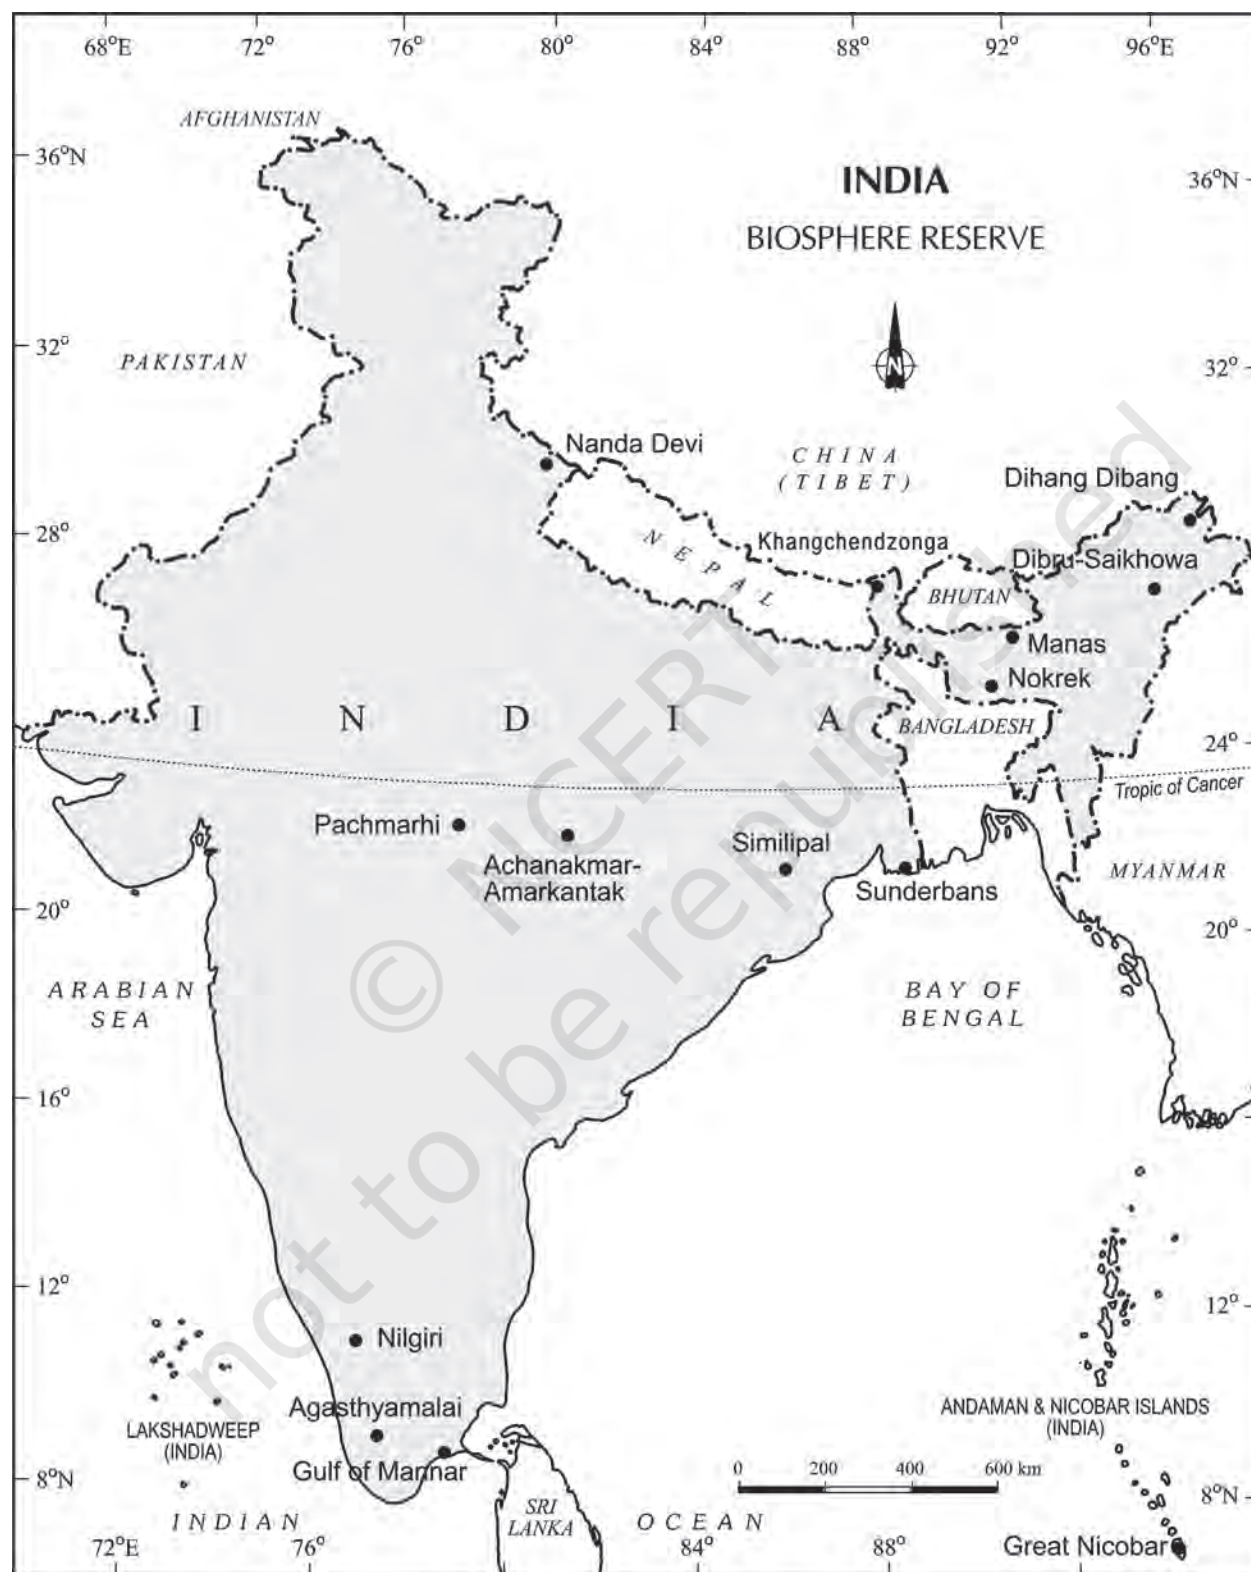 68°E 72° 76° 80° 84° 88° 92° 96°E
AFGHANISTAN
36°N
36°N
INDIA
BIOSPHERE RESERVE
N
32°
32°
PAKISTAN
Nanda Devi
CHINA
(TIBET)
Dihang Dibang
28°
NEPAL
Khangchendzonga
Dibru-Saikhowa
BHUTAN
Manas
Nokrek
I N D I A
BANGLADESH
24°
Tropic of Cancer
Pachmarhi
Achanakmar-
Amarkantak
Similipal
Sunderbans
MYANMAR
20°
20°
ARABIAN
SEA
BAY OF
BENGAL
16°
12°
12°
Nilgiri
Agasthyamalai
Gulf of Mannar
LAKSHADWEEP
(INDIA)
ANDAMAN & NICOBAR ISLANDS
(INDIA)
8°N
8°N
0 200 400 600 km
SRI
LANKA
INDIAN OCEAN
Great Nicobar
72°E 76° 84° 88°
© NCERT
not to be republished